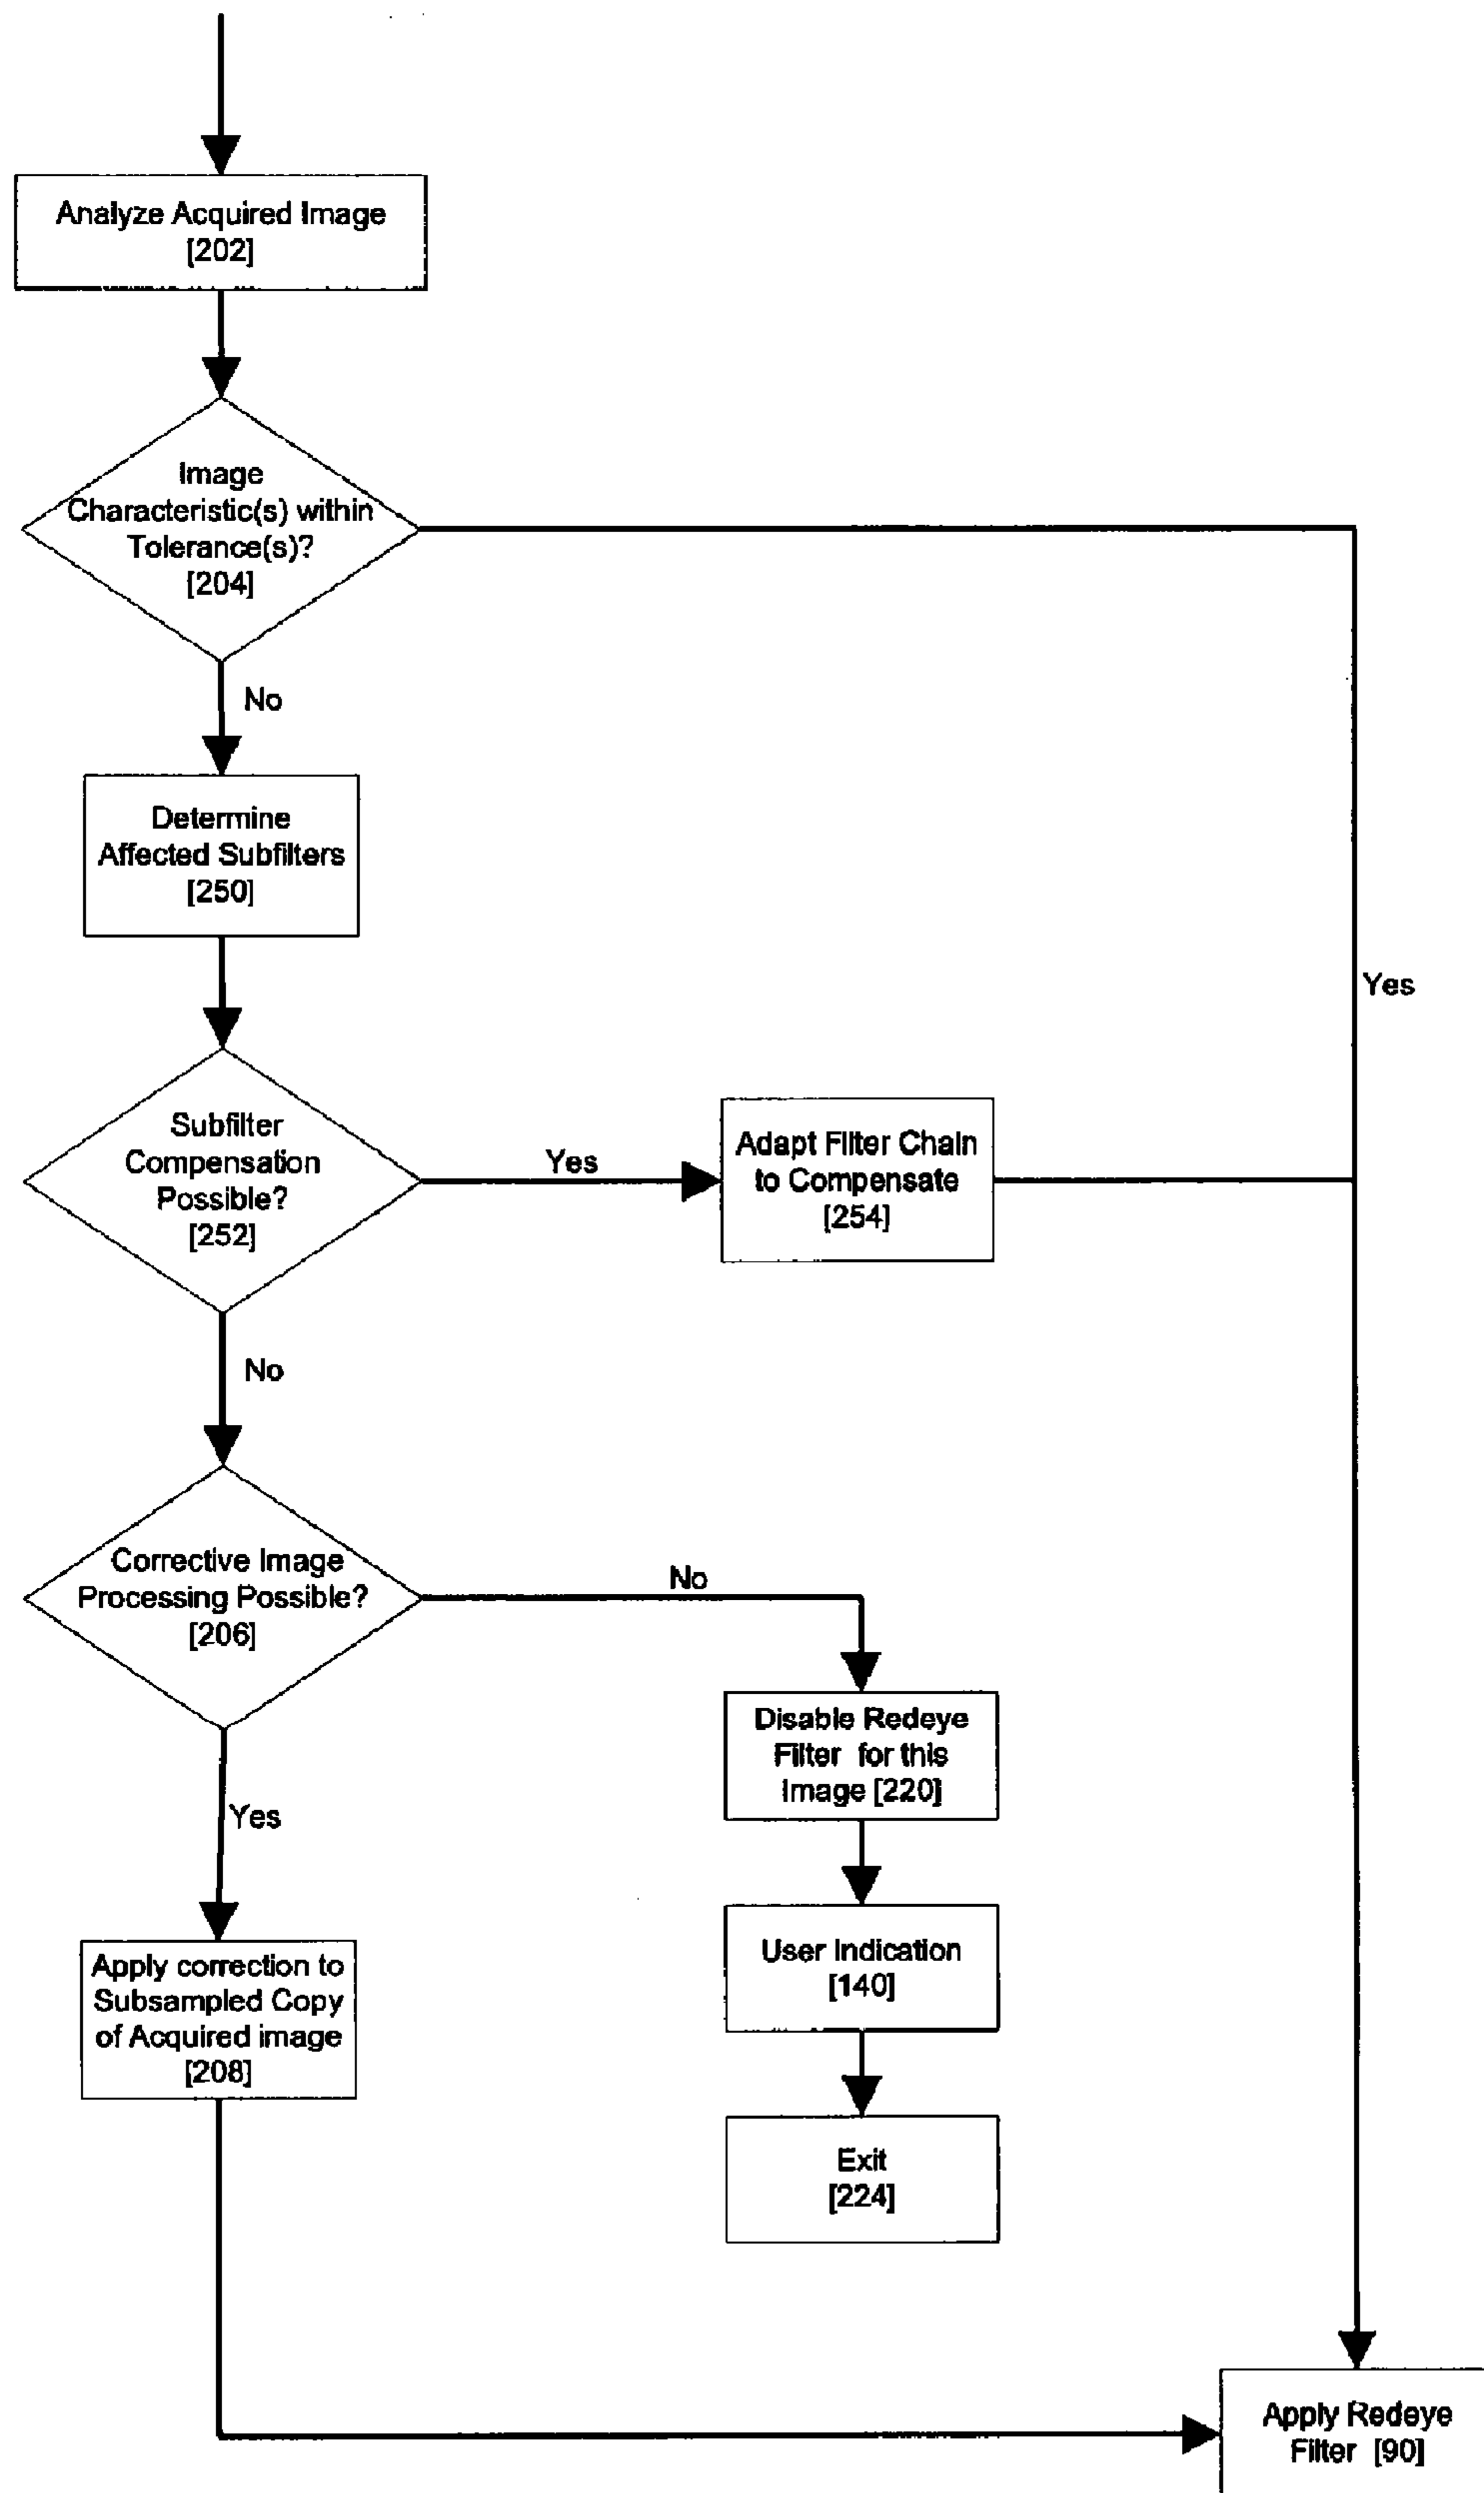 Analyze Acquired Image
[202]
Image
Characteristic(s) within
Tolerance(s)?
[204]
No
Determine
Affected Subfilters
[250]
Yes
Subfilter
Compensation
Possible?
[252]
Yes
Adapt Filter Chain
to Compensate
[254]
No
Corrective Image
Processing Possible?
[206]
No
Disable Redeye
Filter for this
Image [220]
Yes
User Indication
[140]
Apply correction to
Subsampled Copy
of Acquired image
[208]
Exit
[224]
Apply Redeye
Filter [90]